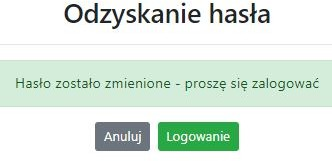 Odzyskanie hasła
Hasło zostało zmienione - proszę się zalogować
Anuluj Logowanie